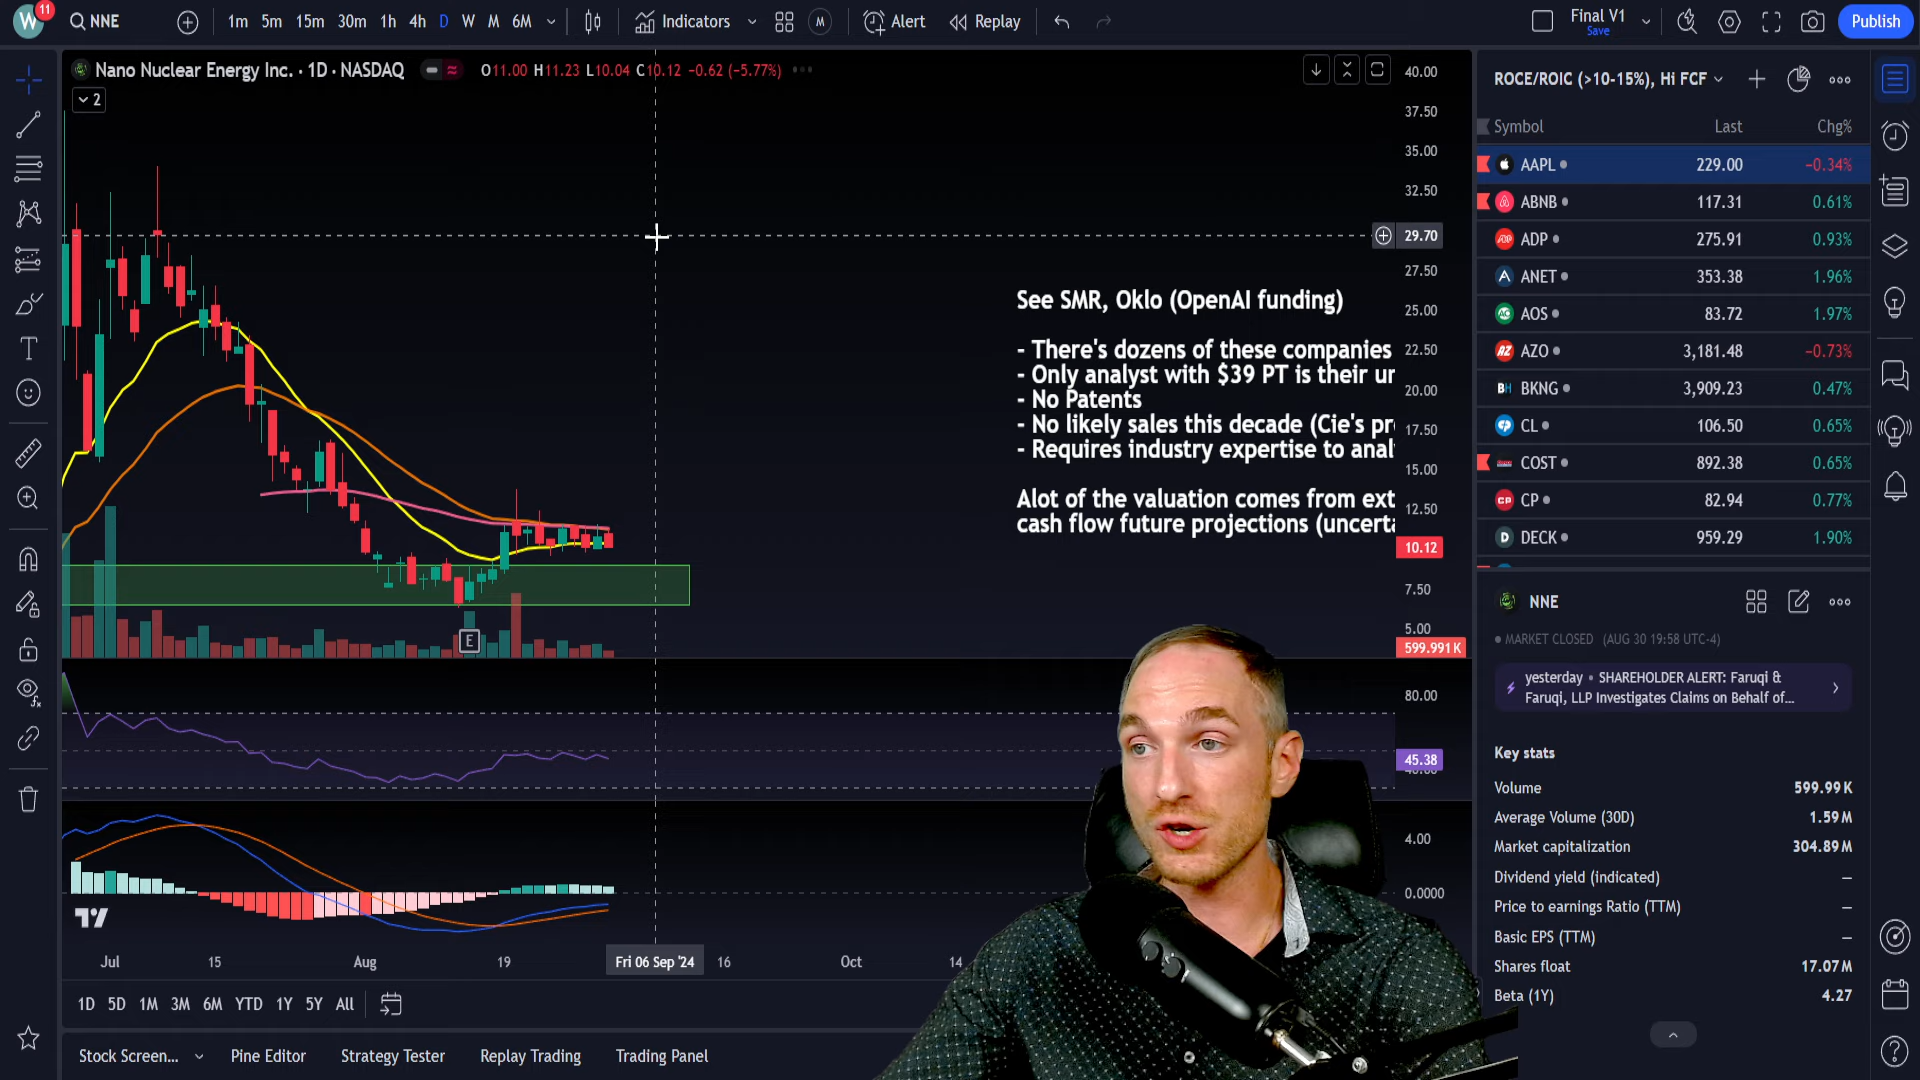 W
11
NNE
1m 5m 15m 30m 1h 4h D W M 6M
Indicators
M
Alert
Replay
Final V1
Save
Publish
Nano Nuclear Energy Inc. · 1D · NASDAQ
O11.00 H11.23 L10.04 C10.12 −0.62 (−5.77%)
2
40.00
37.50
35.00
32.50
29.70
27.50
25.00
22.50
20.00
17.50
15.00
12.50
10.12
7.50
5.00
599.991K
80.00
45.38
4.00
0.0000
See SMR, Oklo (OpenAI funding)
- There's dozens of these companies
- Only analyst with $39 PT is their
- No Patents
- No likely sales this decade (Cie's
- Requires industry expertise to
Alot of the valuation comes from
cash flow future projections
E
Jul 15 Aug 19 Fri 06 Sep '24 16 Oct 14
1D 5D 1M 3M 6M YTD 1Y 5Y All
Stock Screen... Pine Editor Strategy Tester Replay Trading Trading Panel
ROCE/ROIC (>10-15%), Hi FCF
Symbol Last Chg%
AAPL 229.00 −0.34%
ABNB 117.31 0.61%
ADP 275.91 0.93%
ANET 353.38 1.96%
AOS 83.72 1.97%
AZO 3,181.48 −0.73%
BKNG 3,909.23 0.47%
CL 106.50 0.65%
COST 892.38 0.65%
CP 82.94 0.77%
DECK 959.29 1.90%
NNE
MARKET CLOSED (AUG 30 19:58 UTC-4)
yesterday • SHAREHOLDER ALERT: Faruqi &
Faruqi, LLP Investigates Claims on Behalf of...
Key stats
Volume 599.99K
Average Volume (30D) 1.59M
Market capitalization 304.89M
Dividend yield (indicated) —
Price to earnings Ratio (TTM) —
Basic EPS (TTM) —
Shares float 17.07M
Beta (1Y) 4.27